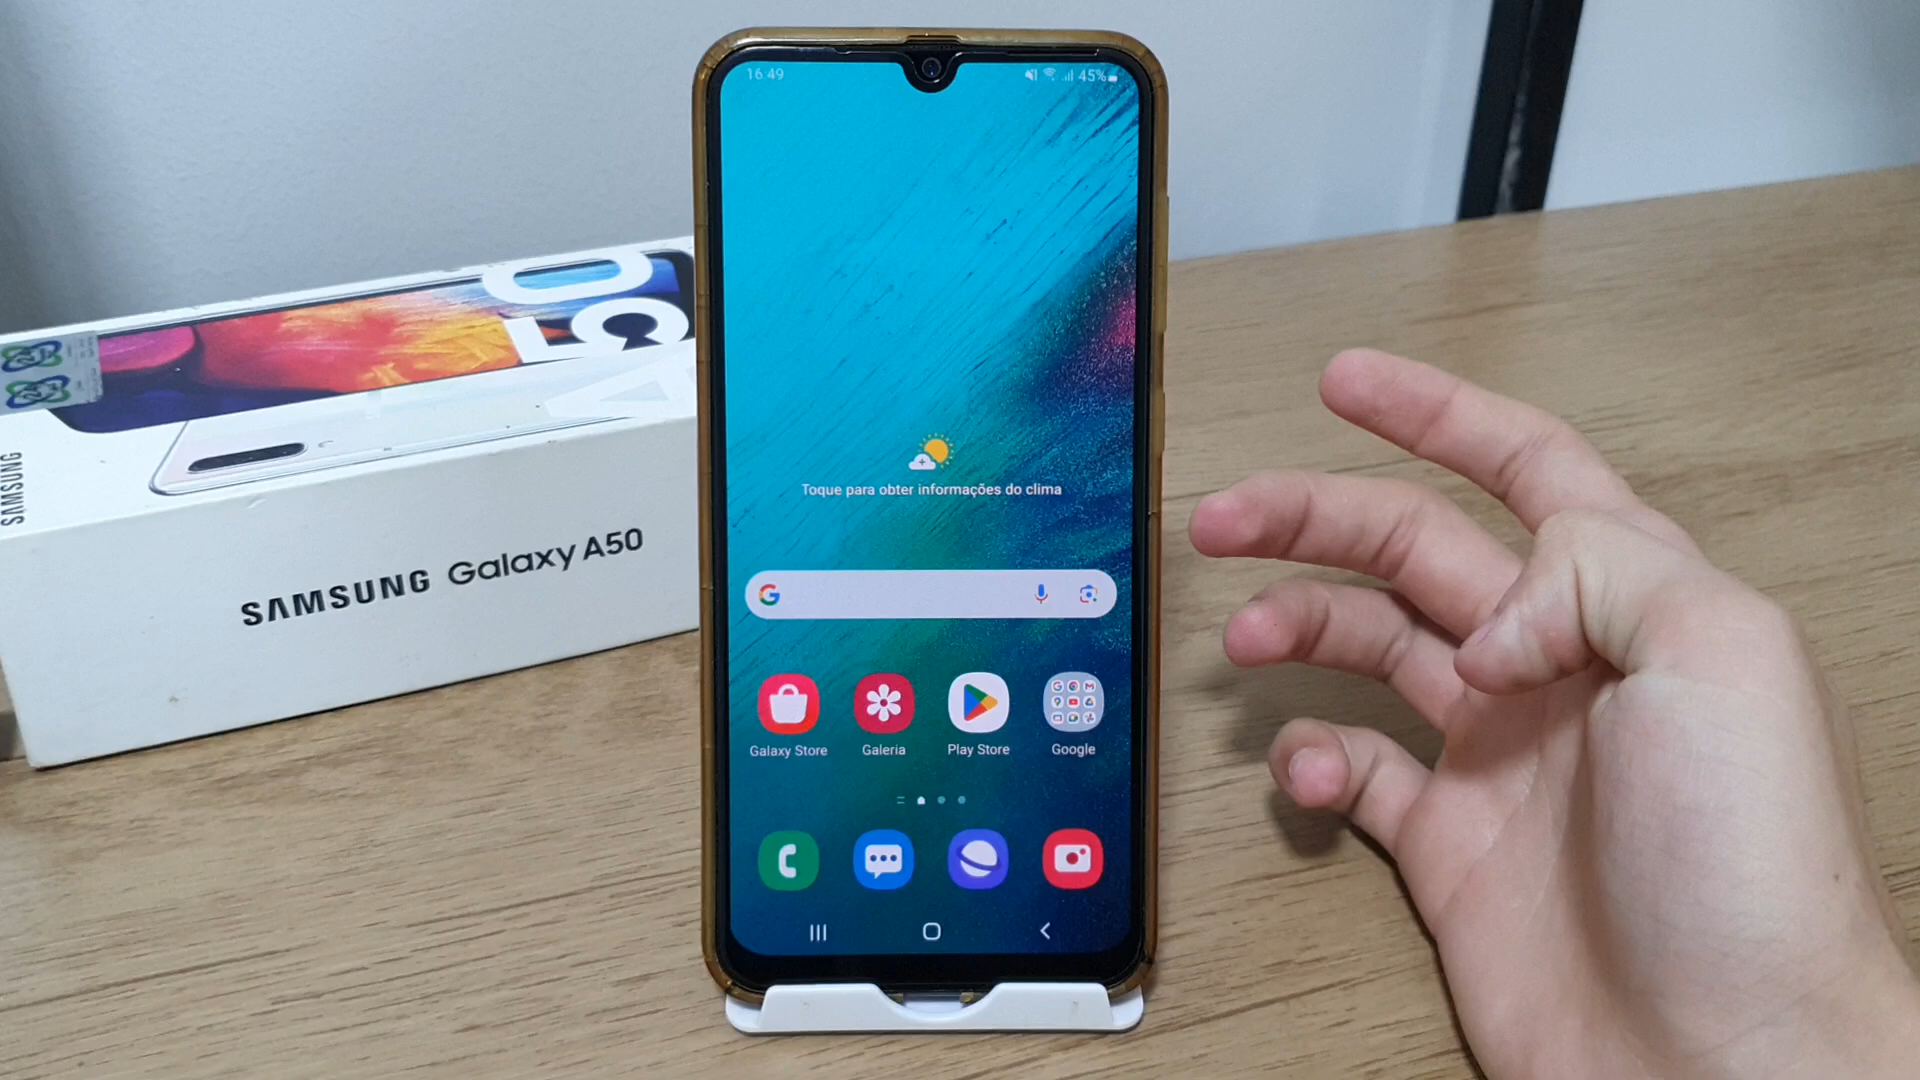 16:49
45%
Toque para obter informações do clima
Galaxy Store
Galeria
Play Store
Google
A50
SAMSUNG
SAMSUNG Galaxy A50